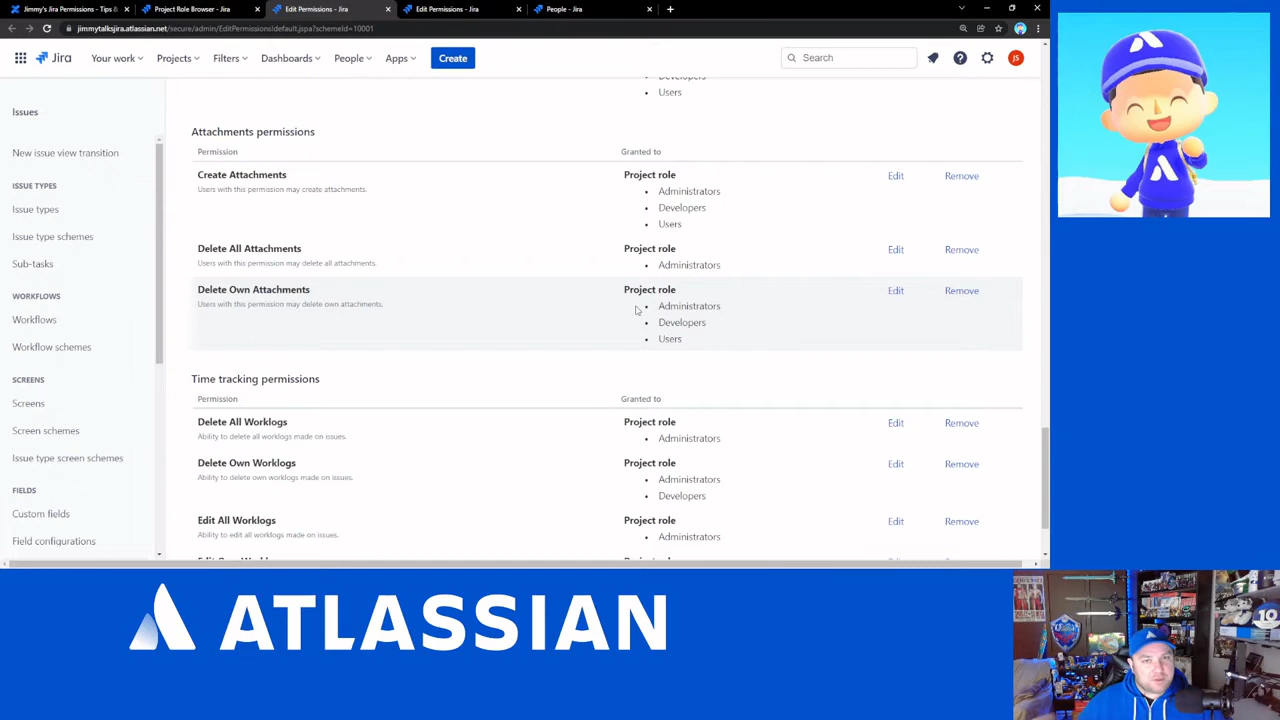 Jimmy's Jira Permissions - Tips &
Project Role Browser - Jira
Edit Permissions - Jira
Edit Permissions - Jira
People - Jira
jimmytalksjira.atlassian.net/secure/admin/EditPermissions!default.jspa?schemeId=10001
Jira
Your work
Projects
Filters
Dashboards
People
Apps
Create
Search
JS
Issues
New issue view transition
ISSUE TYPES
Issue types
Issue type schemes
Sub-tasks
WORKFLOWS
Workflows
Workflow schemes
SCREENS
Screens
Screen schemes
Issue type screen schemes
FIELDS
Custom fields
Field configurations
Developers
Users
Attachments permissions
Permission Granted to
Create Attachments Project role Edit Remove
Users with this permission may create attachments.
Administrators
Developers
Users
Delete All Attachments Project role Edit Remove
Users with this permission may delete all attachments.
Administrators
Delete Own Attachments Project role Edit Remove
Users with this permission may delete own attachments.
Administrators
Developers
Users
Time tracking permissions
Permission Granted to
Delete All Worklogs Project role Edit Remove
Ability to delete all worklogs made on issues.
Administrators
Delete Own Worklogs Project role Edit Remove
Ability to delete own worklogs made on issues.
Administrators
Developers
Edit All Worklogs Project role Edit Remove
Ability to edit all worklogs made on issues.
Administrators
ATLASSIAN